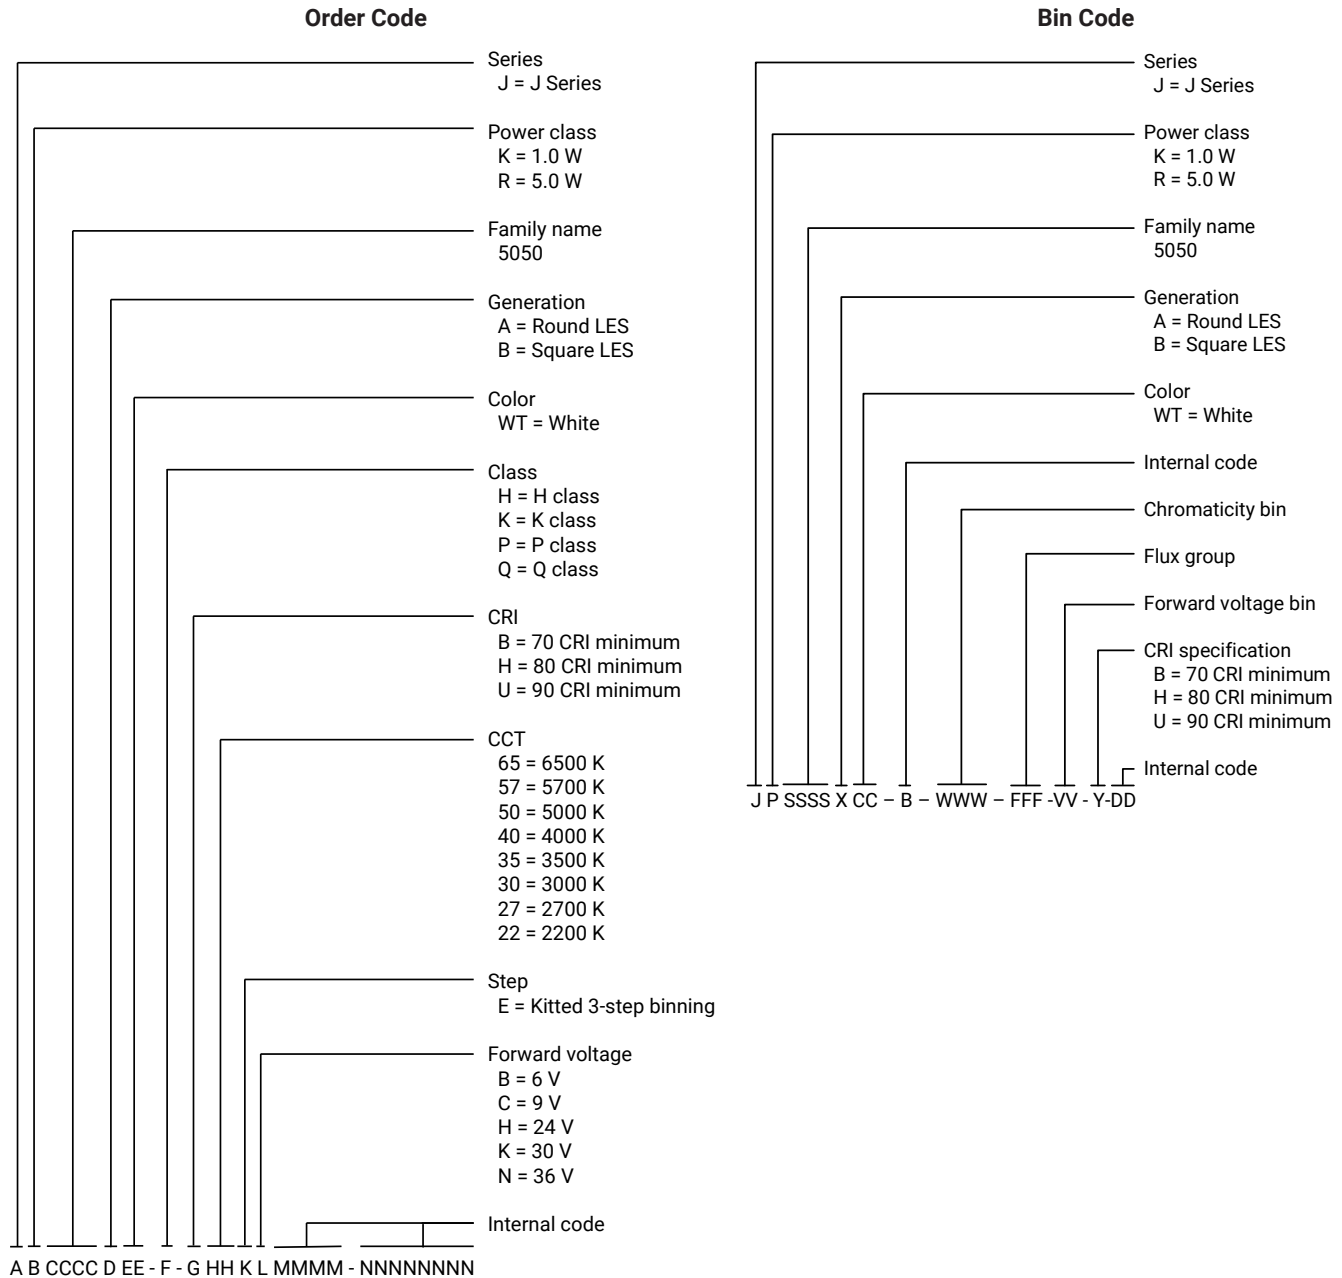 Order Code
Series
J = J Series
Power class
K = 1.0 W
R = 5.0 W
Family name
5050
Generation
A = Round LES
B = Square LES
Color
WT = White
Class
H = H class
K = K class
P = P class
Q = Q class
CRI
B = 70 CRI minimum
H = 80 CRI minimum
U = 90 CRI minimum
CCT
65 = 6500 K
57 = 5700 K
50 = 5000 K
40 = 4000 K
35 = 3500 K
30 = 3000 K
27 = 2700 K
22 = 2200 K
Step
E = Kitted 3-step binning
Forward voltage
B = 6 V
C = 9 V
H = 24 V
K = 30 V
N = 36 V
Internal code
A B CCCC D EE - F - G HH K L MMMM - NNNNNNNN
Bin Code
Series
J = J Series
Power class
K = 1.0 W
R = 5.0 W
Family name
5050
Generation
A = Round LES
B = Square LES
Color
WT = White
Internal code
Chromaticity bin
Flux group
Forward voltage bin
CRI specification
B = 70 CRI minimum
H = 80 CRI minimum
U = 90 CRI minimum
Internal code
J P SSSS X CC – B – WWW – FFF -VV - Y-DD